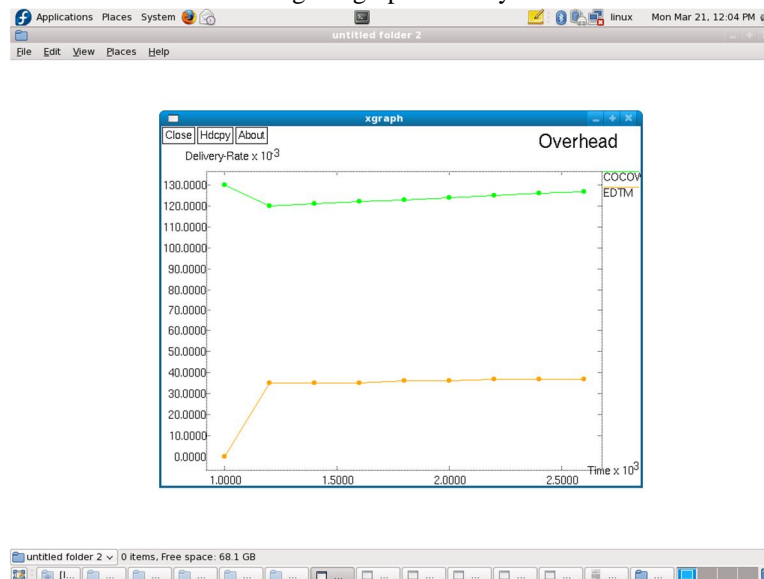 Applications Places System linux Mon Mar 21, 12:04 PM
untitled folder 2
File Edit View Places Help
xgraph
Close Hdcpy About
Overhead
Delivery-Rate x 10-3
COCOW
EDTM
130.0000
120.0000
110.0000
100.0000
90.0000
80.0000
70.0000
60.0000
50.0000
40.0000
30.0000
20.0000
10.0000
0.0000
Time x 103
1.0000 1.5000 2.0000 2.5000
untitled folder 2 0 items, Free space: 68.1 GB